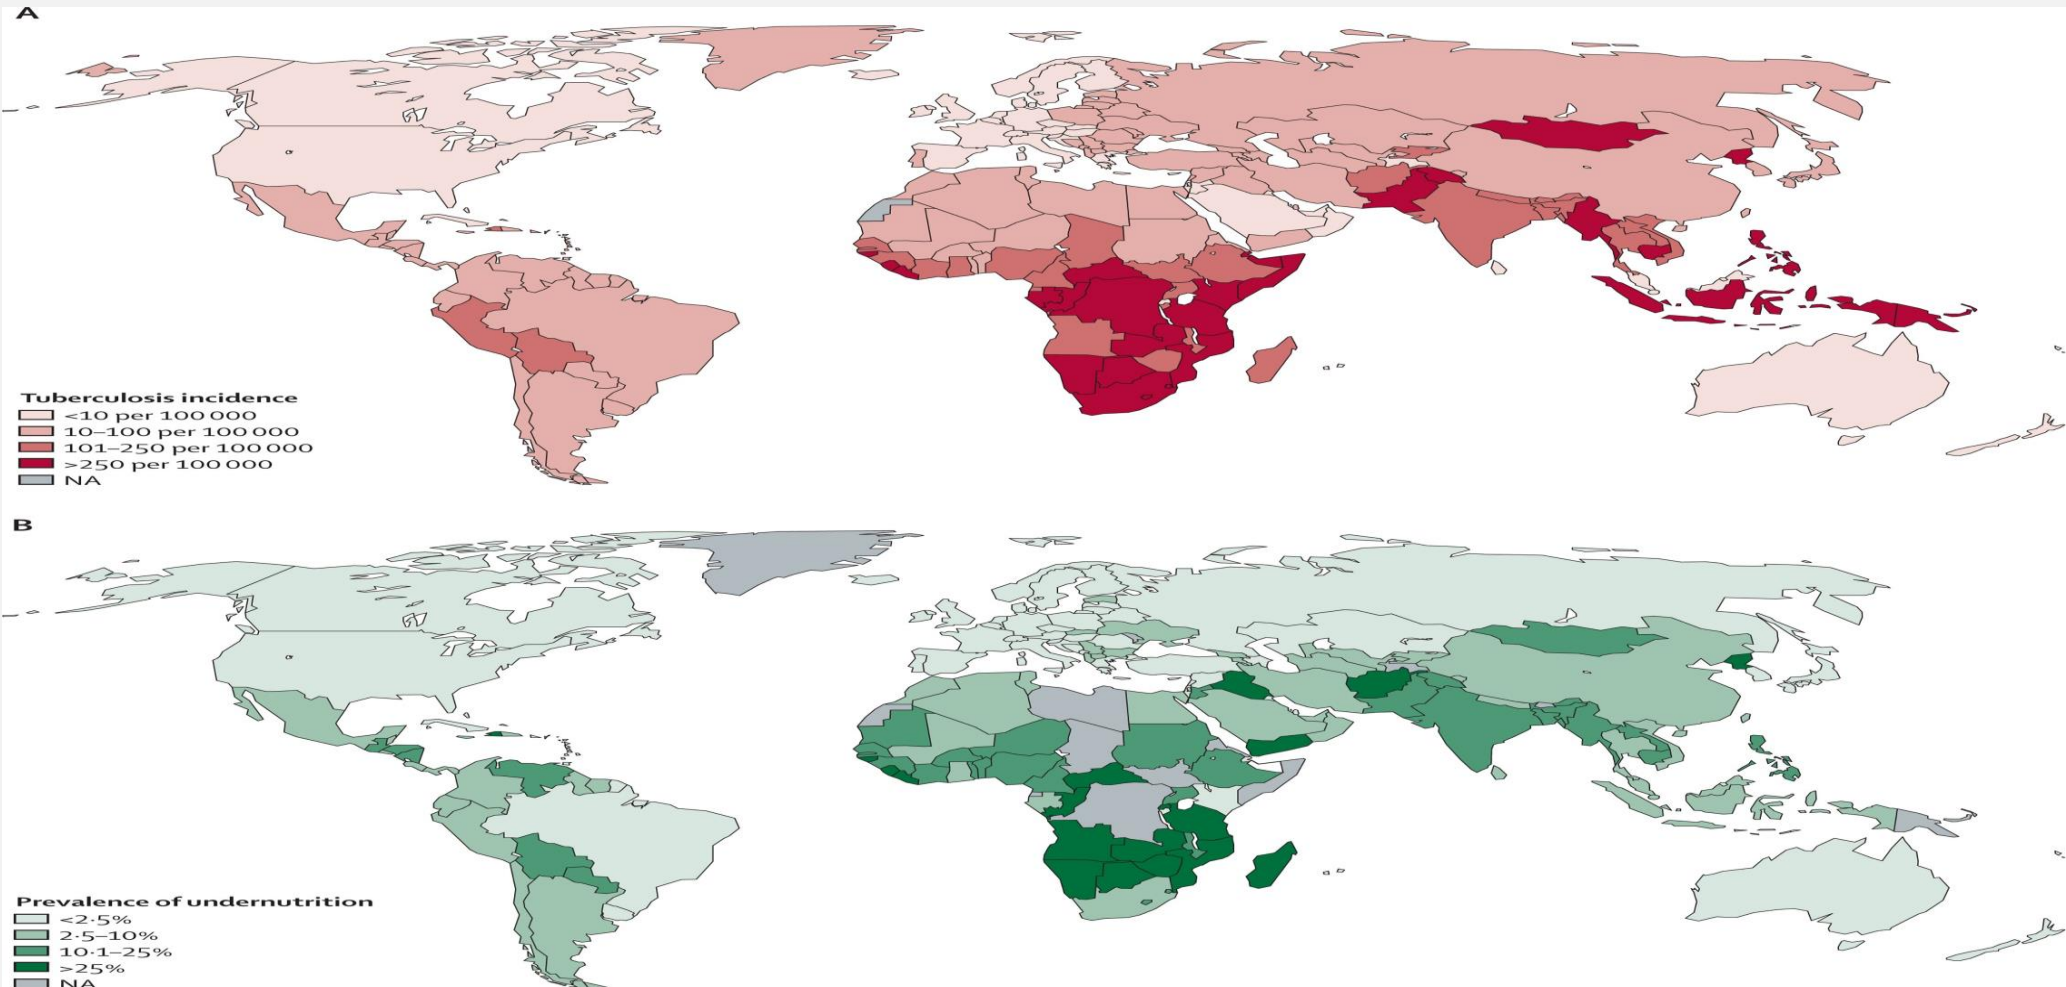 A
Tuberculosis incidence
<10 per 100 000
10–100 per 100 000
101–250 per 100 000
>250 per 100 000
NA
B
Prevalence of undernutrition
<2·5%
2·5–10%
10·1–25%
>25%
NA